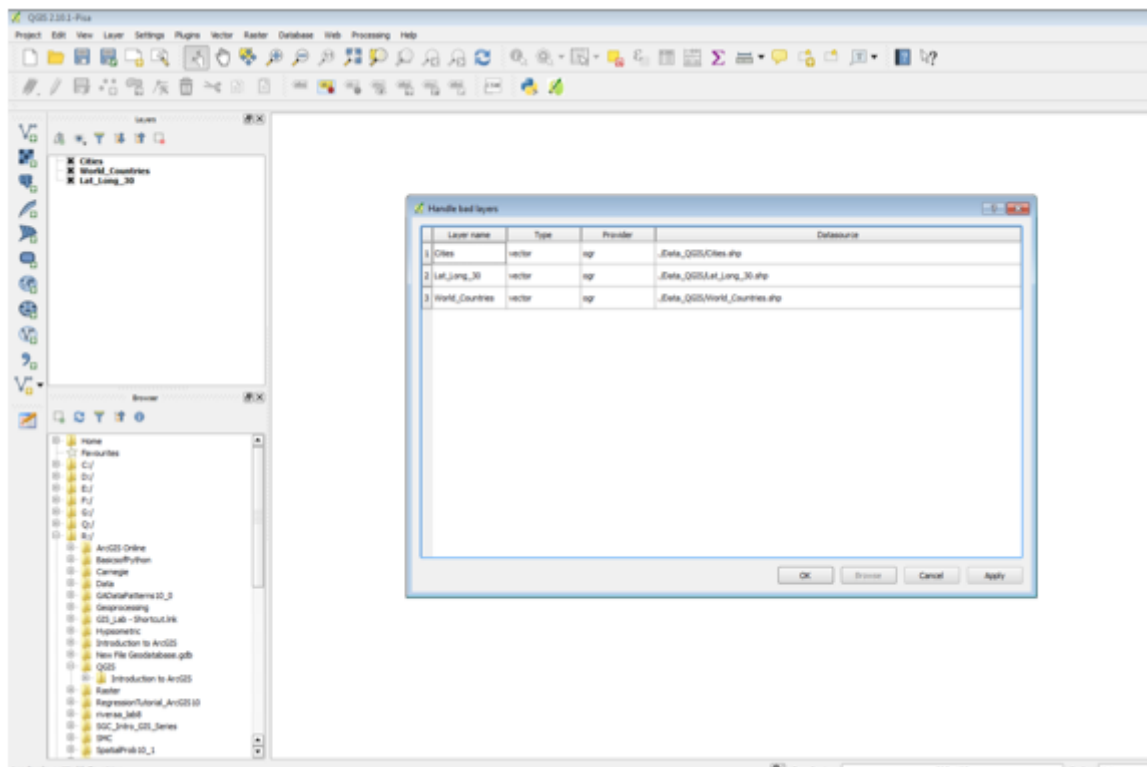 QGIS 2.10.1-Pisa
Project Edit View Layer Settings Plugins Vector Raster Database Web Processing Help
Layers
Cities
World_Countries
Lat_Long_30
Handle bad layers
Layer name Type Provider Datasource
1 Cities vector ogr ../Data_QGIS/Cities.shp
2 Lat_Long_30 vector ogr ../Data_QGIS/Lat_Long_30.shp
3 World_Countries vector ogr ../Data_QGIS/World_Countries.shp
OK Browse Cancel Apply
Browser
Home
Favourites
C:/
D:/
E:/
F:/
G:/
Q:/
R:/
ArcGIS Online
BasicsofPython
Carnegie
Data
GADataPatterns10_0
Geoprocessing
GIS_Lab - Shortcut.lnk
Hypsometric
Introduction to ArcGIS
New File Geodatabase.gdb
QGIS
Introduction to ArcGIS
Raster
RegressionTutorial_ArcGIS10
riveraa_lab8
SGC_Intro_GIS_Series
SMC
SpatialProb10_1